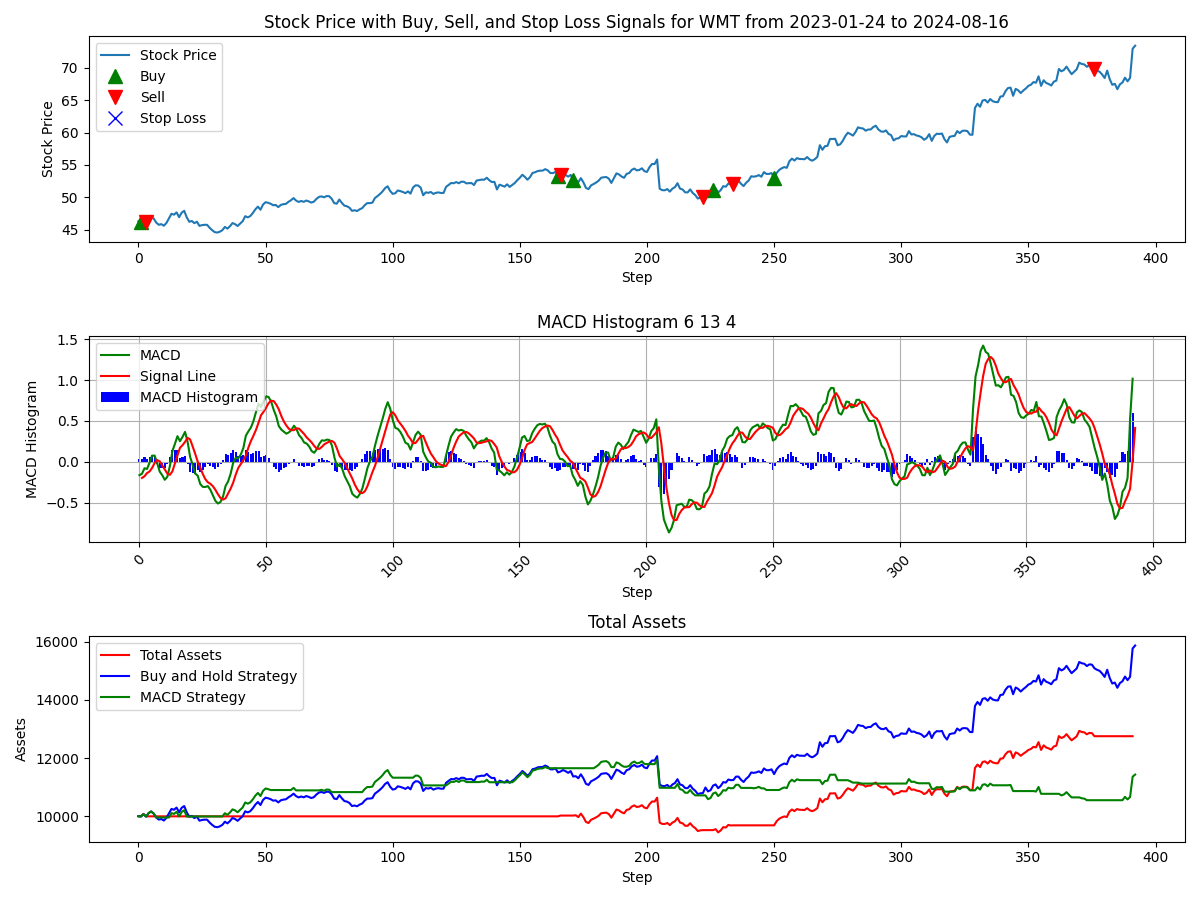 Stock Price with Buy, Sell, and Stop Loss Signals for WMT from 2023-01-24 to 2024-08-16
Stock Price
Buy
Sell
Stop Loss
Stock Price
70
65
60
55
50
45
0 50 100 150 200 250 300 350 400
Step
MACD Histogram 6 13 4
MACD
Signal Line
MACD Histogram
MACD Histogram
1.5
1.0
0.5
0.0
−0.5
0 50 100 150 200 250 300 350 400
Step
Total Assets
Total Assets
Buy and Hold Strategy
MACD Strategy
Assets
16000
14000
12000
10000
0 50 100 150 200 250 300 350 400
Step